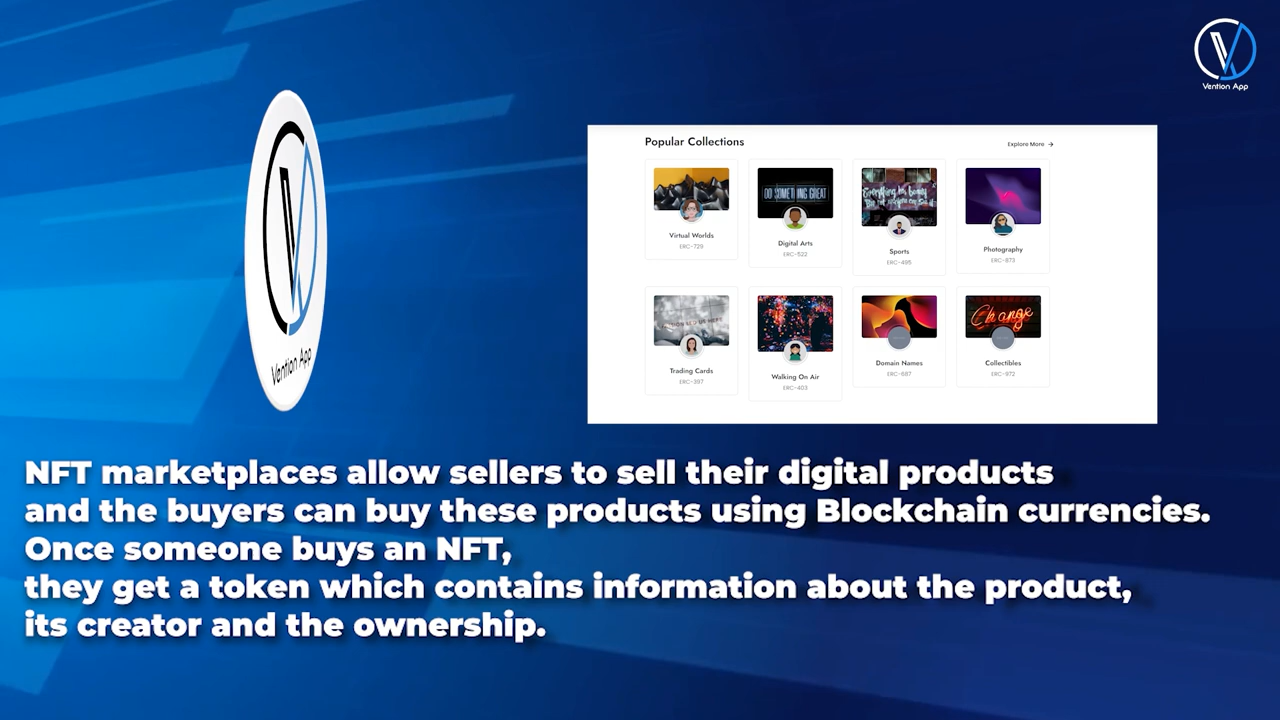 Vention App
Vention App
Popular Collections
Explore More →
Virtual Worlds
ERC-729
DO SOMETHING GREAT
Digital Arts
ERC-522
Sports
ERC-495
Photography
ERC-873
Trading Cards
ERC-397
Walking On Air
ERC-403
Domain Names
ERC-687
Change
Collectibles
ERC-972
NFT marketplaces allow sellers to sell their digital products
and the buyers can buy these products using Blockchain currencies.
Once someone buys an NFT,
they get a token which contains information about the product,
its creator and the ownership.